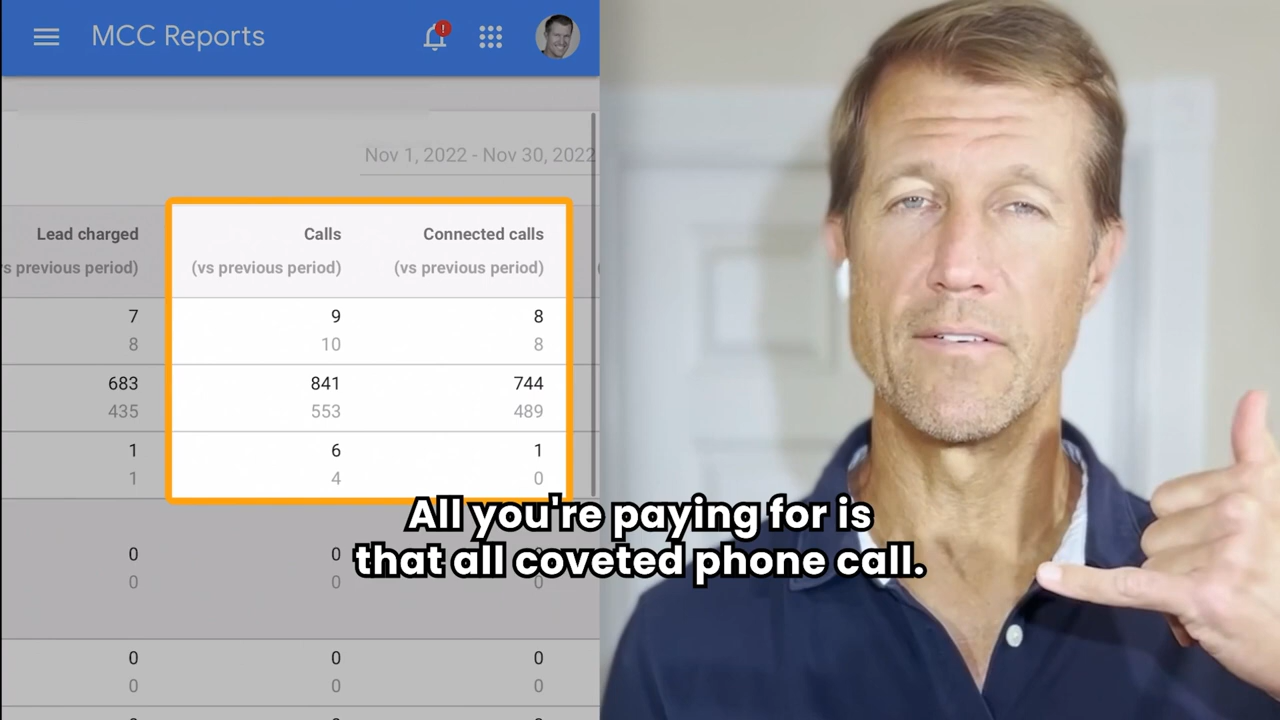 MCC Reports
!
Nov 1, 2022 - Nov 30, 2022
Lead charged Calls Connected calls
s previous period) (vs previous period) (vs previous period) (
7 9 8
8 10 8
683 841 744
435 553 489
1 6 1
1 4 0
All you're paying for is
that all coveted phone call.
0 0
0 0 0
0 0 0
0 0 0